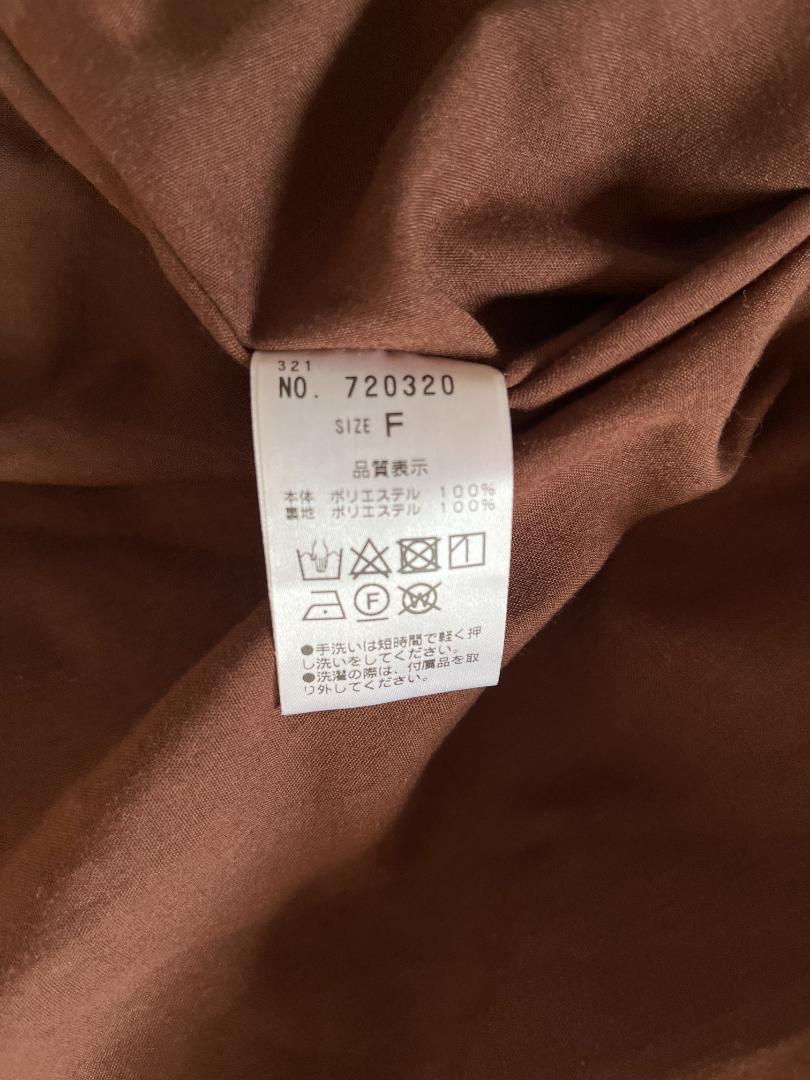 321
NO. 720320
SIZE F
品質表示
本体 ポリエステル 100%
裏地 ポリエステル 100%
F W
●手洗いは短時間で軽く押
し洗いをしてください。
●洗濯の際は、付属品を取
り外してください。